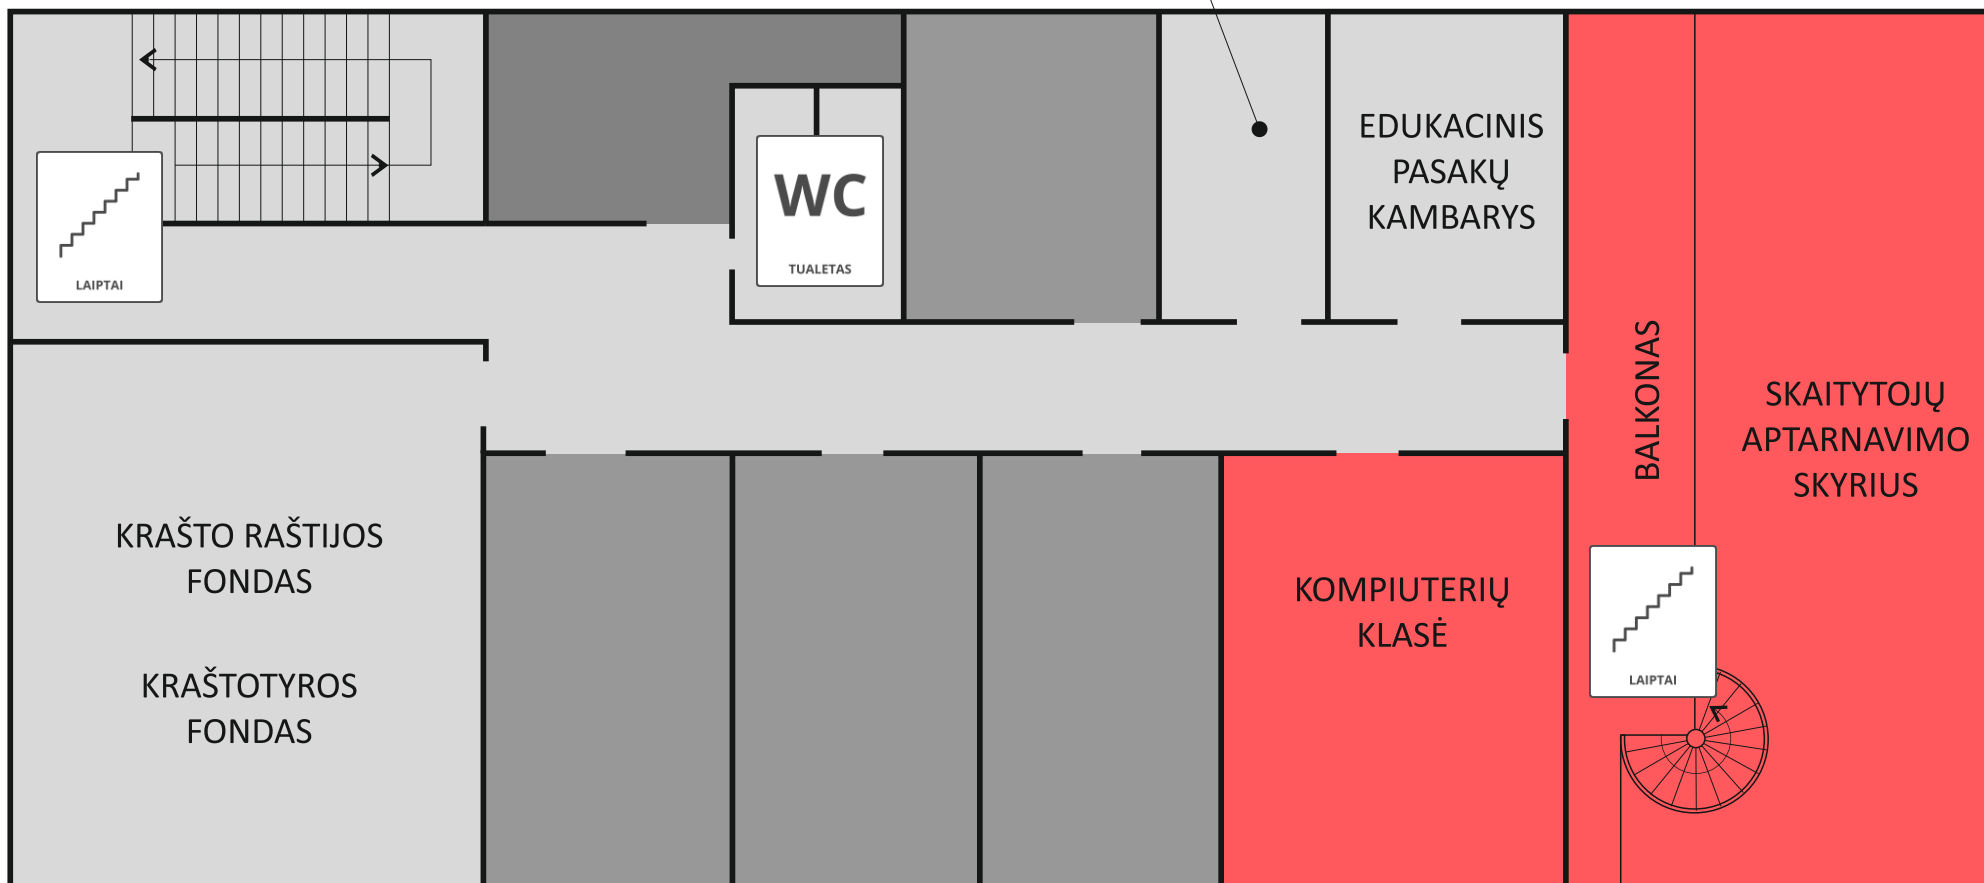 EDUKACINIS
PASAKŲ
KAMBARYS
WC
TUALETAS
LAIPTAI
BALKONAS
SKAITYTOJŲ
APTARNAVIMO
SKYRIUS
KRAŠTO RAŠTIJOS
FONDAS
KRAŠTOTYROS
FONDAS
KOMPIUTERIŲ
KLASĖ
LAIPTAI